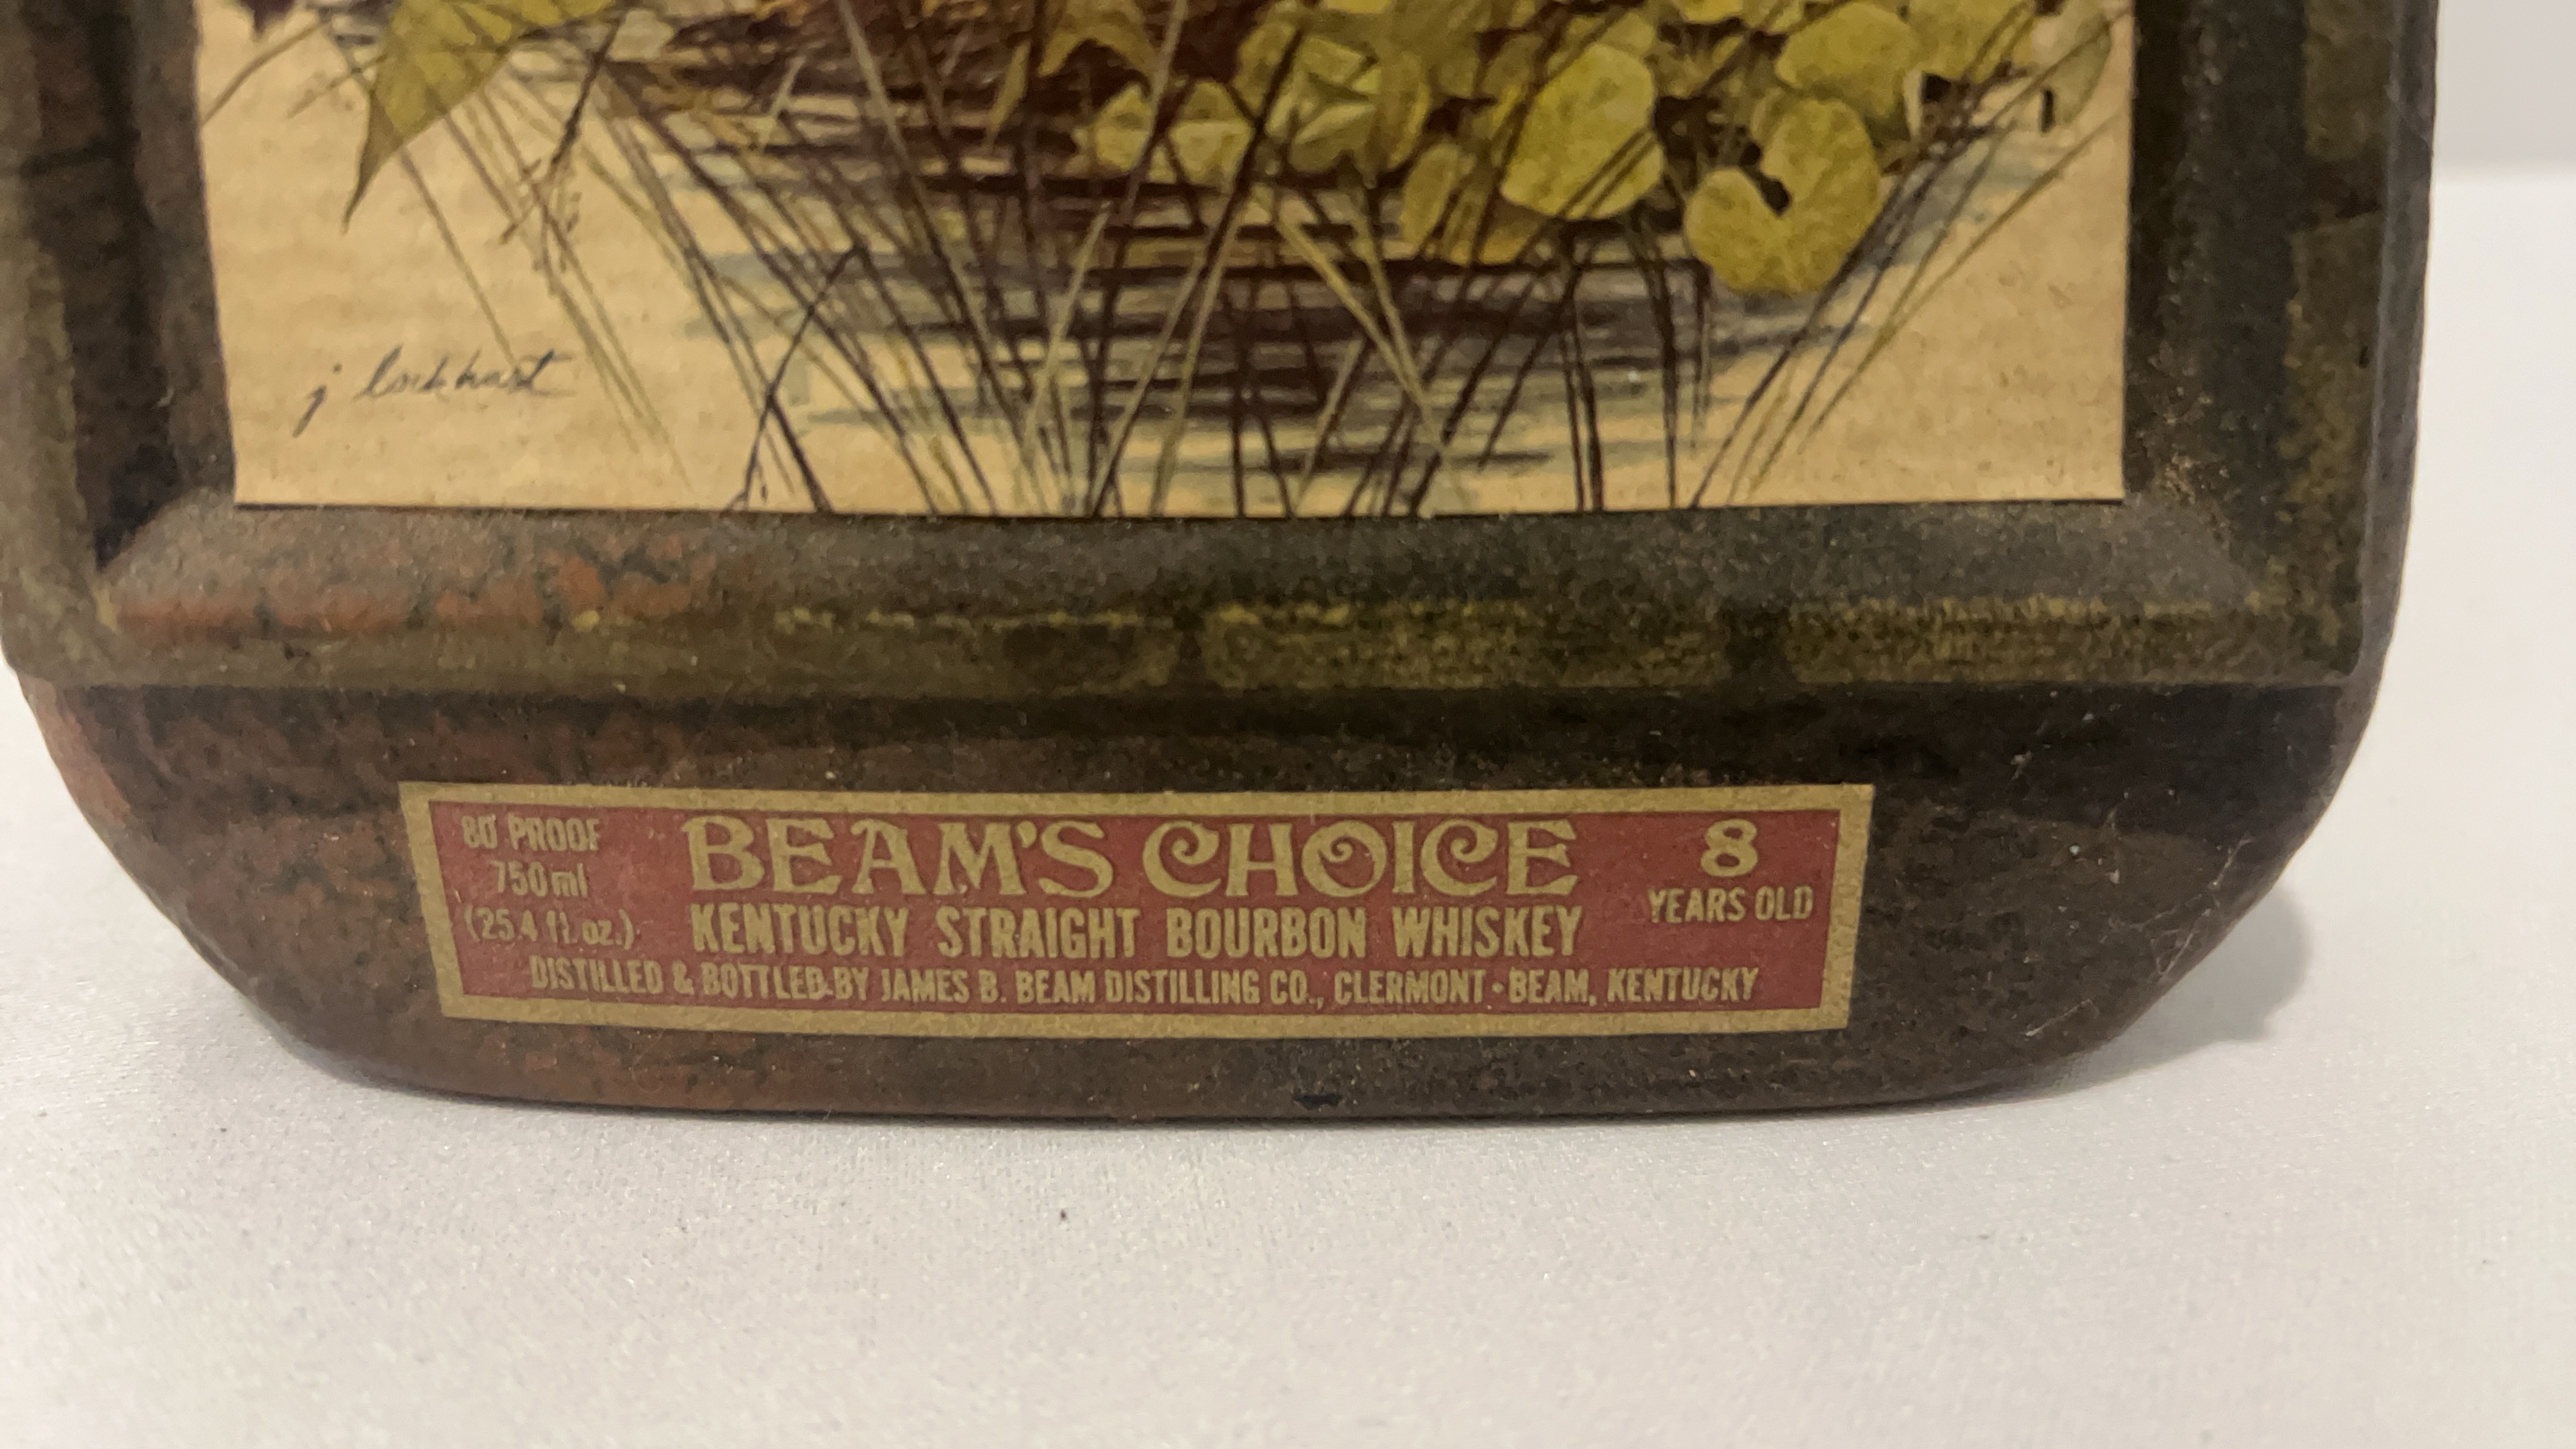 j lockhart
80 PROOF
750ml
(25.4 fl. oz.)
BEAM'S CHOICE
KENTUCKY STRAIGHT BOURBON WHISKEY
8
YEARS OLD
DISTILLED & BOTTLED BY JAMES B. BEAM DISTILLING CO., CLERMONT • BEAM, KENTUCKY